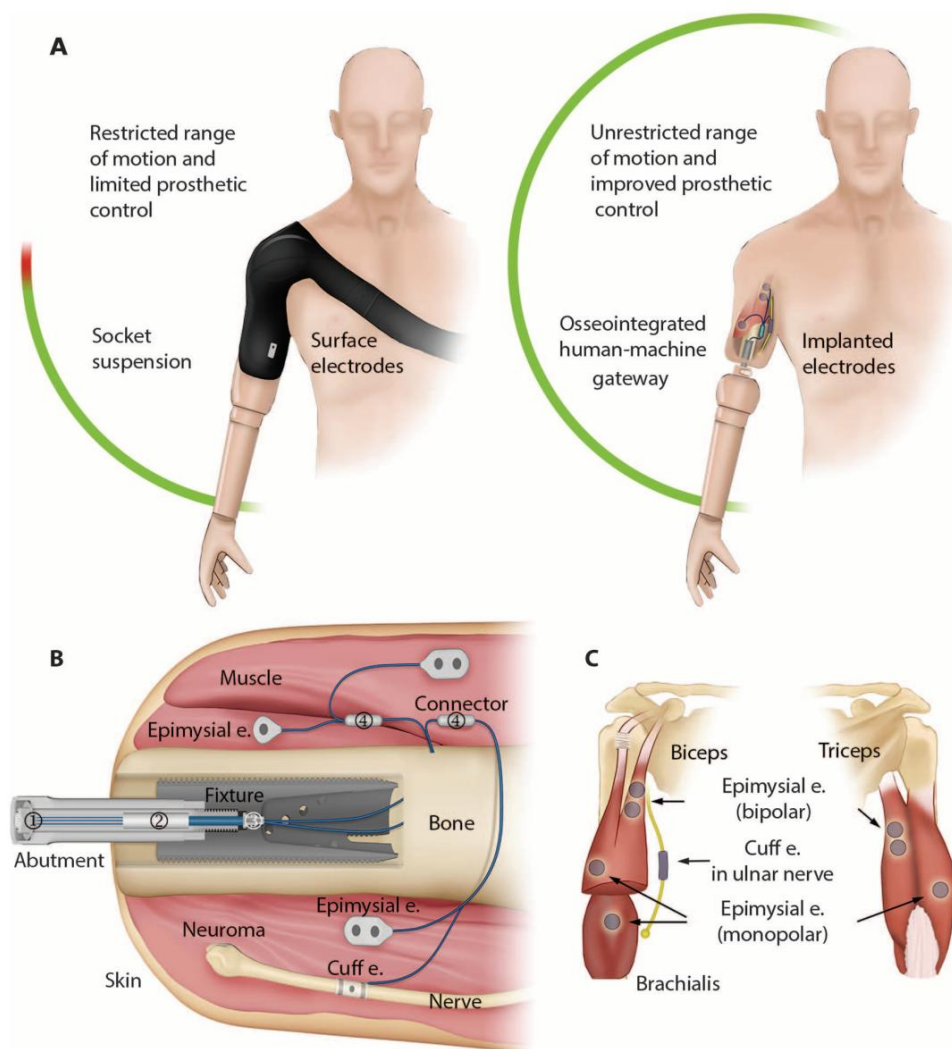 A
Restricted range
of motion and
limited prosthetic
control
Socket
suspension
Surface
electrodes
Unrestricted range
of motion and
improved prosthetic
control
Osseointegrated
human-machine
gateway
Implanted
electrodes
B
Muscle
Connector
④
④
Epimysial e.
Fixture
①
②
③
Bone
Abutment
Epimysial e.
Neuroma
Cuff e.
Skin
Nerve
C
Biceps
Triceps
Epimysial e.
(bipolar)
Cuff e.
in ulnar nerve
Epimysial e.
(monopolar)
Brachialis